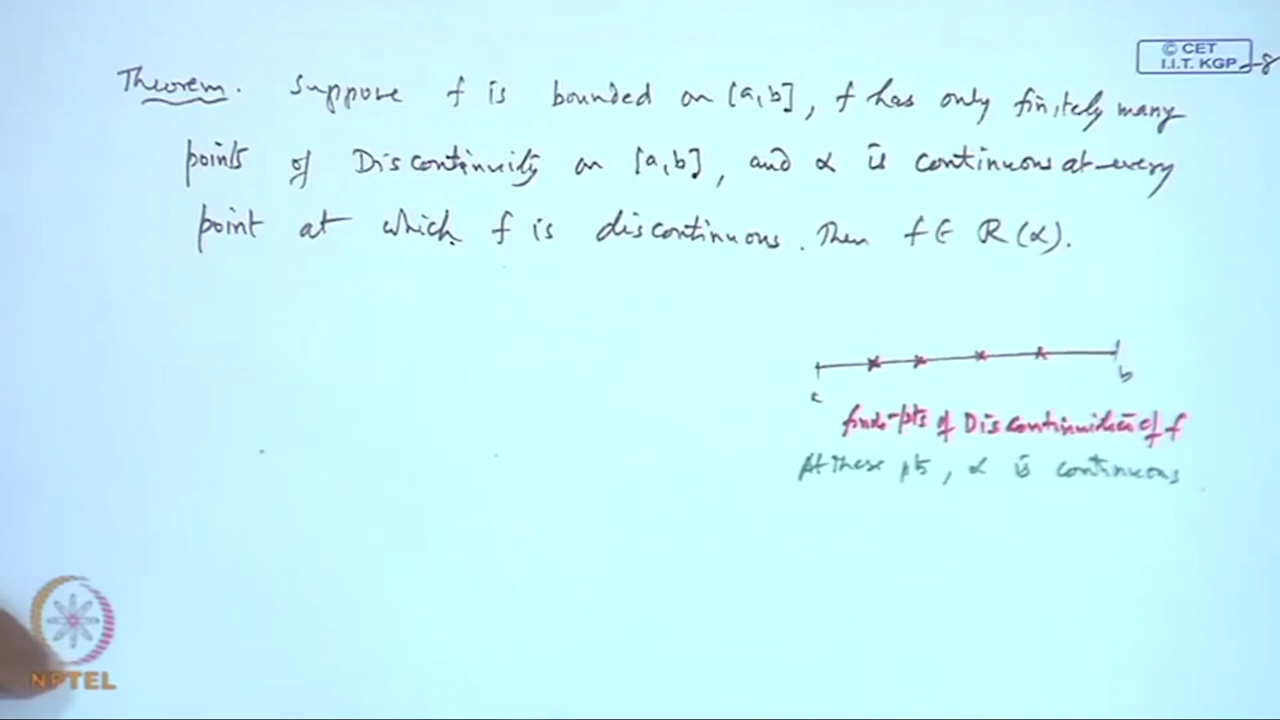 © CET
I.I.T. KGP
Theorem. Suppose f is bounded on [a,b], f has only finitely many
points of Discontinuity on [a,b], and α is continuous at every
point at which f is discontinuous. Then f ∈ R(α).
b
pts of Discontinuities of f
At these pts, α is continuous
NPTEL